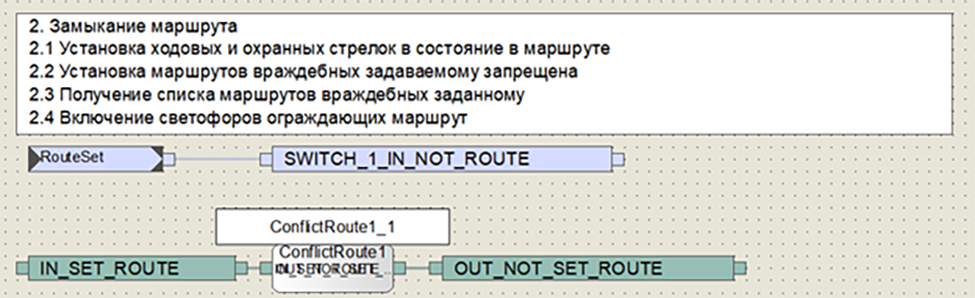 2. Замыкание маршрута
2.1 Установка ходовых и охранных стрелок в состояние в маршруте
2.2 Установка маршрутов враждебных задаваемому запрещена
2.3 Получение списка маршрутов враждебных заданному
2.4 Включение светофоров ограждающих маршрут
RouteSet
SWITCH_1_IN_NOT_ROUTE
ConflictRoute1_1
ConflictRoute1
IN_SET_ROUTE
OUT_NOT_SET_ROUTE